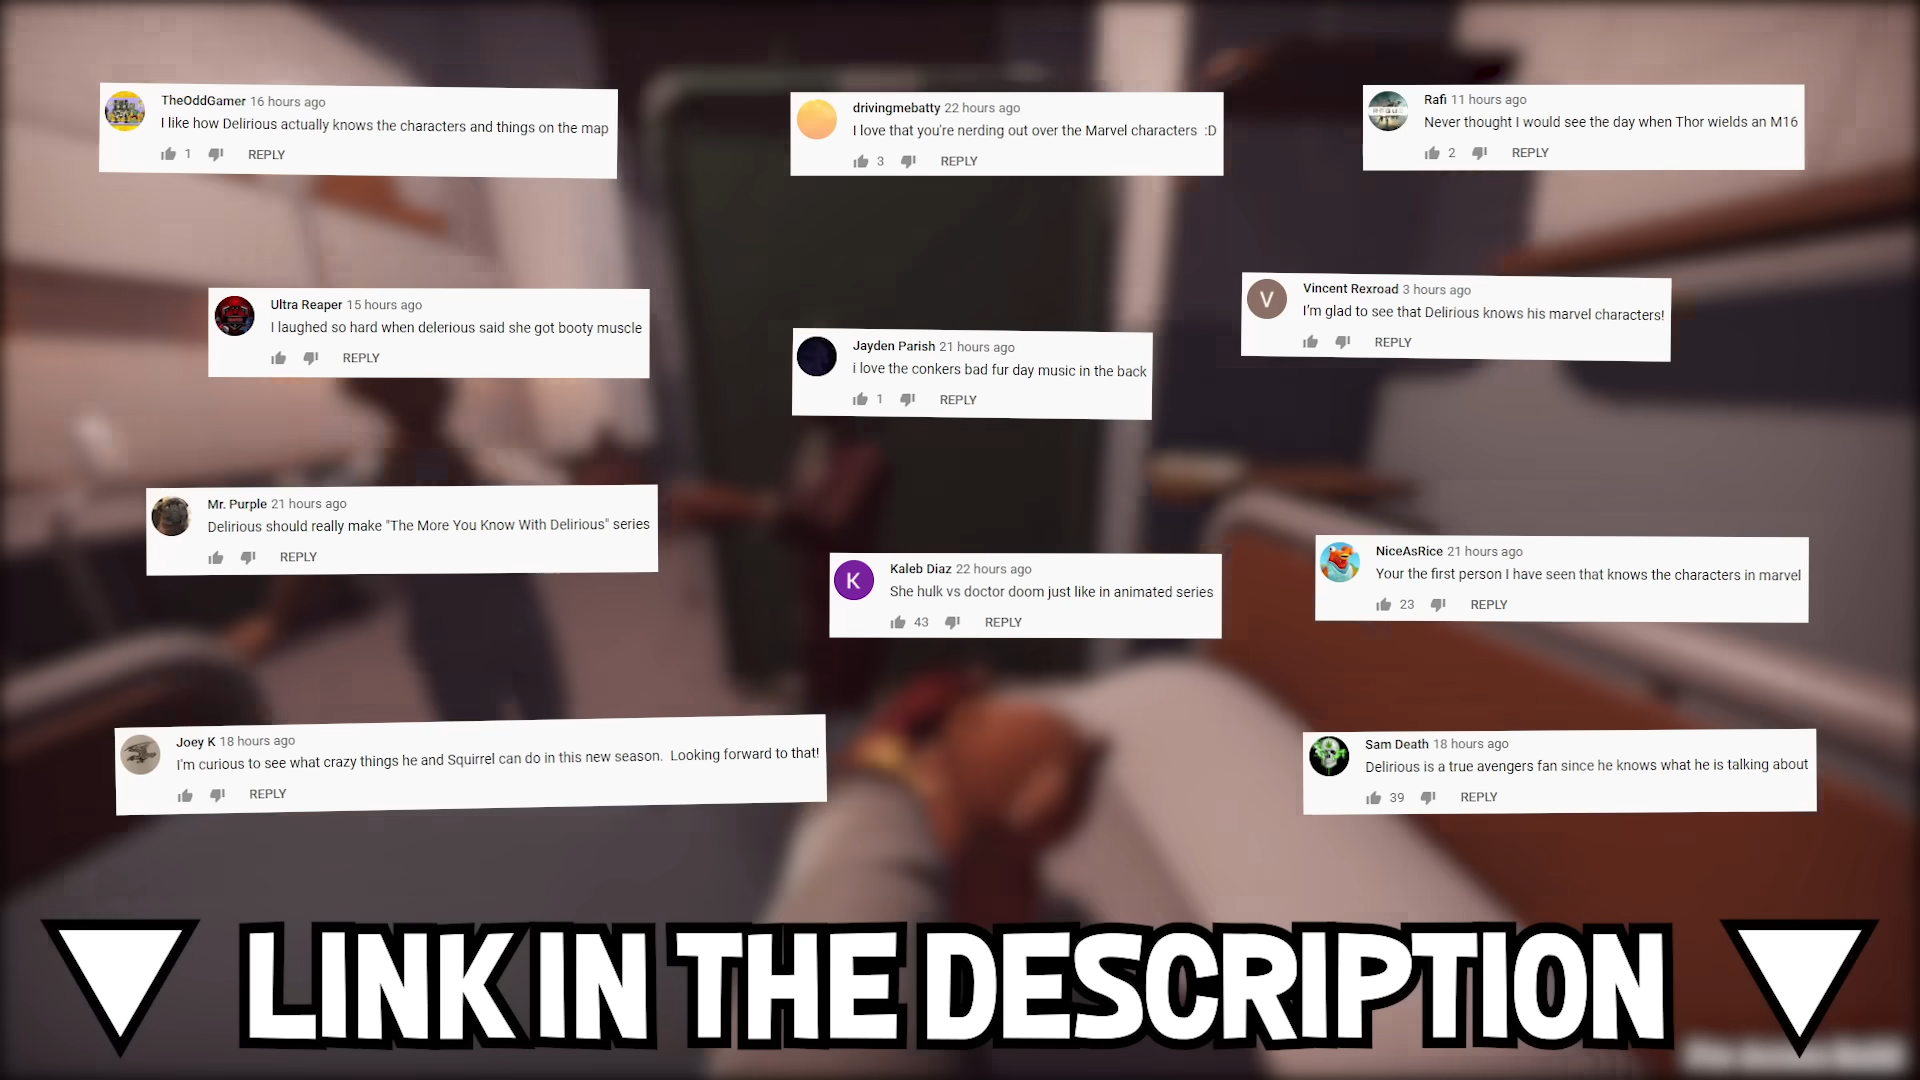 TheOddGamer 16 hours ago
I like how Delirious actually knows the characters and things on the map
1 REPLY
drivingmebatty 22 hours ago
I love that you're nerding out over the Marvel characters :D
3 REPLY
Rafi 11 hours ago
Never thought I would see the day when Thor wields an M16
2 REPLY
Ultra Reaper 15 hours ago
I laughed so hard when delerious said she got booty muscle
REPLY
Jayden Parish 21 hours ago
i love the conkers bad fur day music in the back
1 REPLY
V
Vincent Rexroad 3 hours ago
I'm glad to see that Delirious knows his marvel characters!
REPLY
Mr. Purple 21 hours ago
Delirious should really make "The More You Know With Delirious" series
REPLY
K
Kaleb Diaz 22 hours ago
She hulk vs doctor doom just like in animated series
43 REPLY
NiceAsRice 21 hours ago
Your the first person I have seen that knows the characters in marvel
23 REPLY
Joey K 18 hours ago
I'm curious to see what crazy things he and Squirrel can do in this new season. Looking forward to that!
REPLY
Sam Death 18 hours ago
Delirious is a true avengers fan since he knows what he is talking about
39 REPLY
LINK IN THE DESCRIPTION